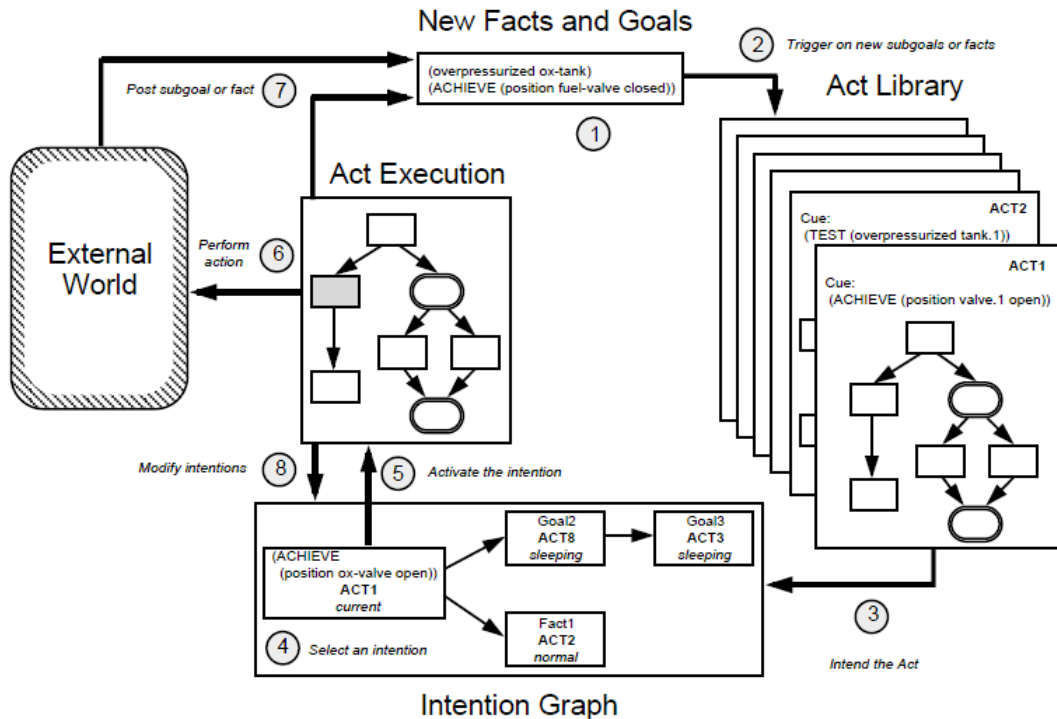 New Facts and Goals
2
Trigger on new subgoals or facts
(overpressurized ox-tank)
(ACHIEVE (position fuel-valve closed))
Post subgoal or fact
7
1
Act Library
Act Execution
External
World
Perform
action
6
ACT2
Cue:
(TEST (overpressurized tank.1))
ACT1
Cue:
(ACHIEVE (position valve.1 open))
Modify intentions
8
5
Activate the intention
(ACHIEVE
(position ox-valve open))
ACT1
current
Goal2
ACT8
sleeping
Goal3
ACT3
sleeping
Fact1
ACT2
normal
4
Select an intention
3
Intend the Act
Intention Graph